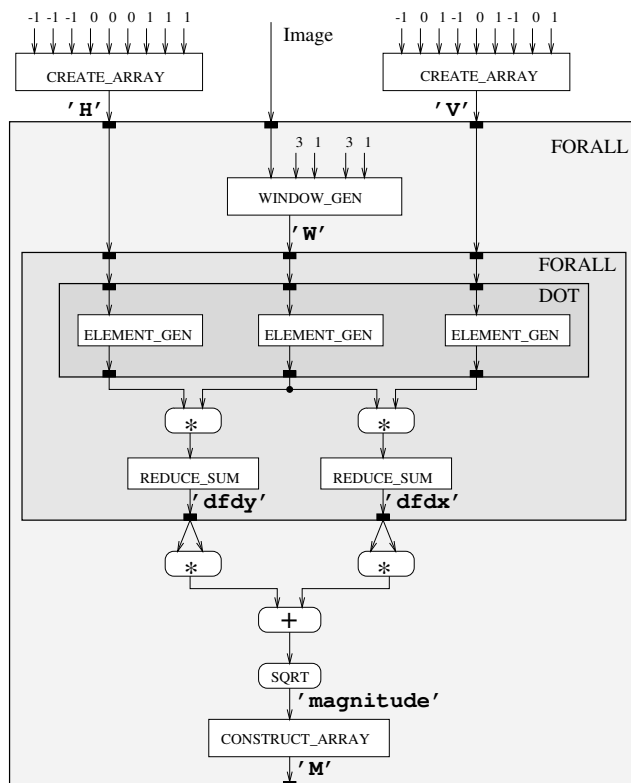 -1 -1 -1 0 0 0 1 1 1
Image
-1 0 1 -1 0 1 -1 0 1
CREATE_ARRAY
CREATE_ARRAY
'H'
'V'
FORALL
3 1 3 1
WINDOW_GEN
'W'
FORALL
DOT
ELEMENT_GEN
ELEMENT_GEN
ELEMENT_GEN
*
*
REDUCE_SUM
REDUCE_SUM
'dfdy'
'dfdx'
*
*
+
SQRT
'magnitude'
CONSTRUCT_ARRAY
'M'